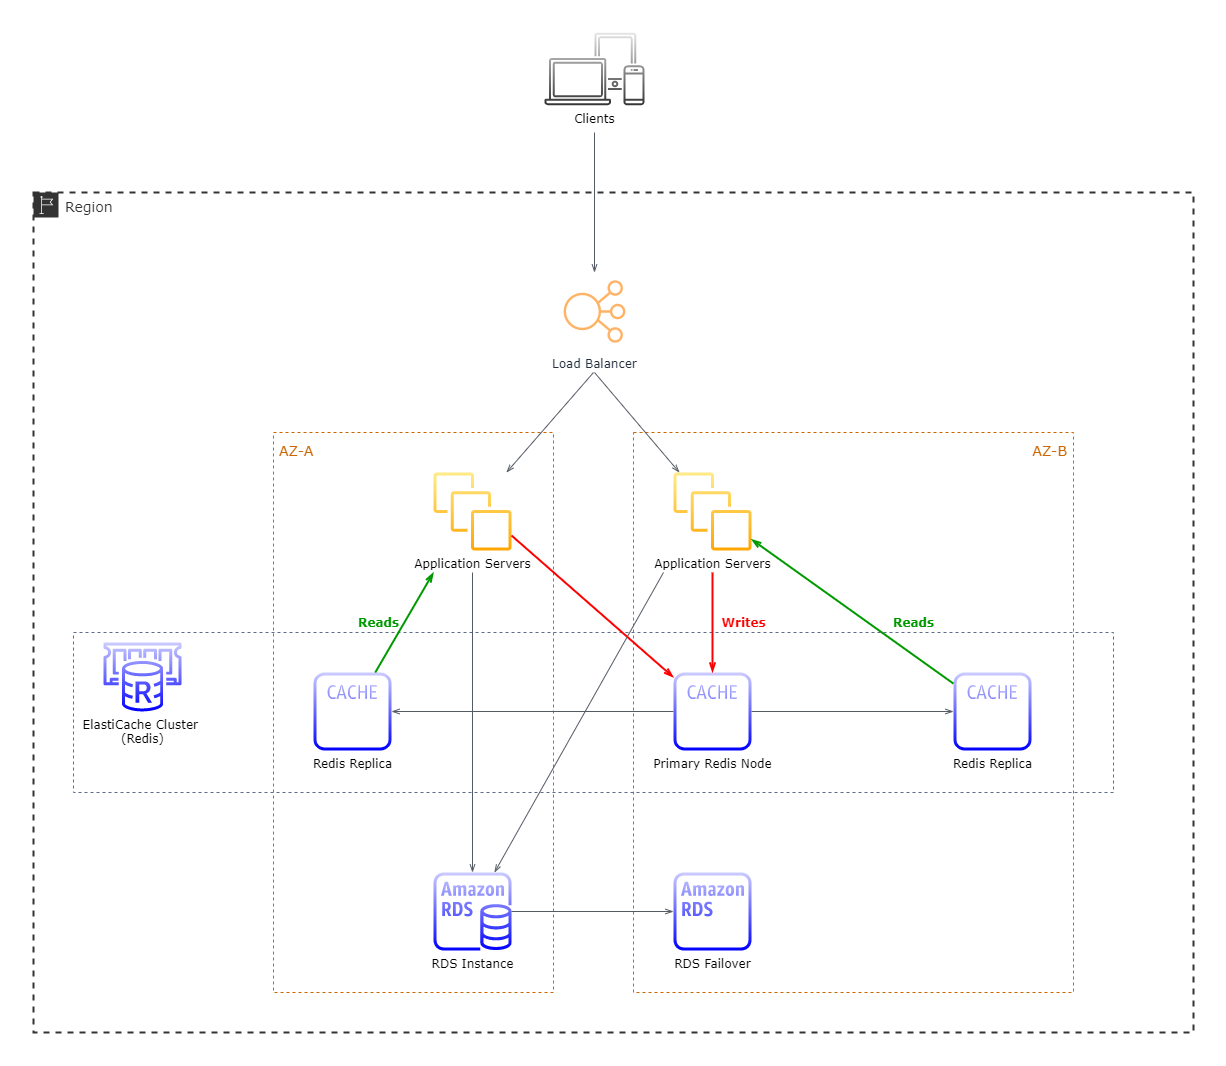 Clients
Region
Load Balancer
AZ-A
AZ-B
Application Servers
Application Servers
Reads
Writes
Reads
R
ElastiCache Cluster
(Redis)
CACHE
Redis Replica
CACHE
Primary Redis Node
CACHE
Redis Replica
Amazon
RDS
RDS Instance
Amazon
RDS
RDS Failover